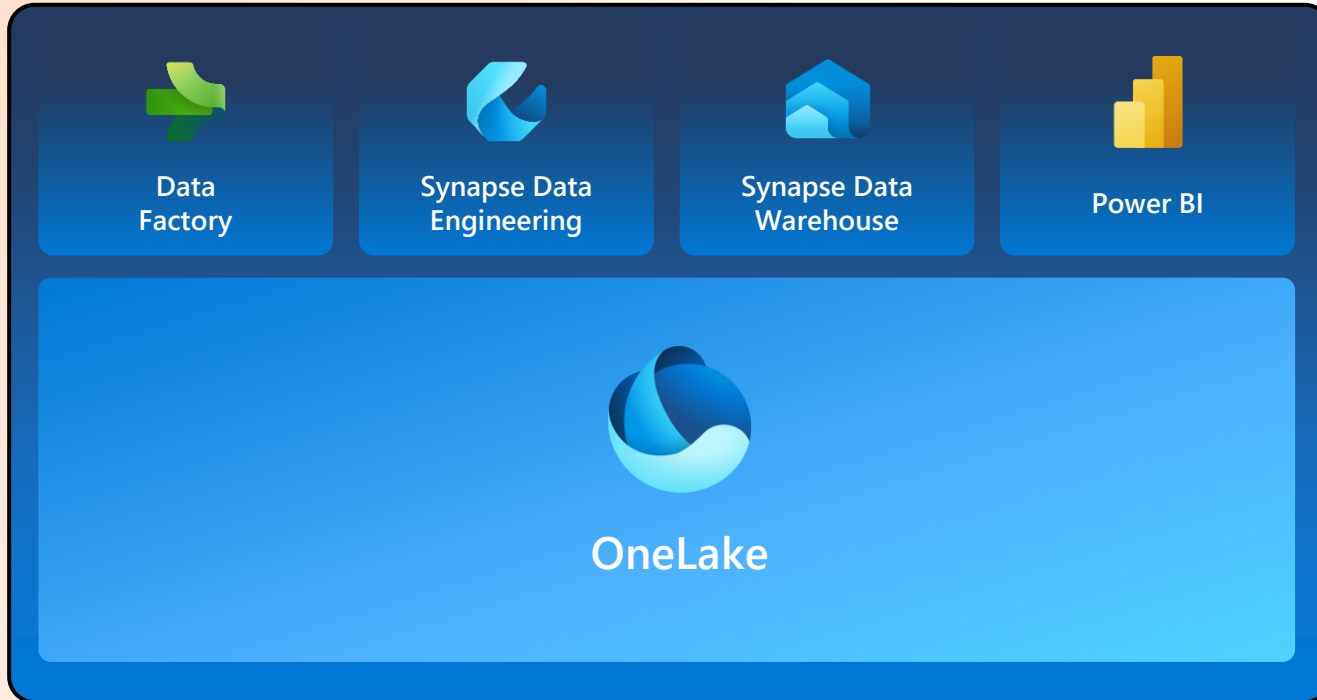 Data
Factory
Synapse Data
Engineering
Synapse Data
Warehouse
Power BI
OneLake